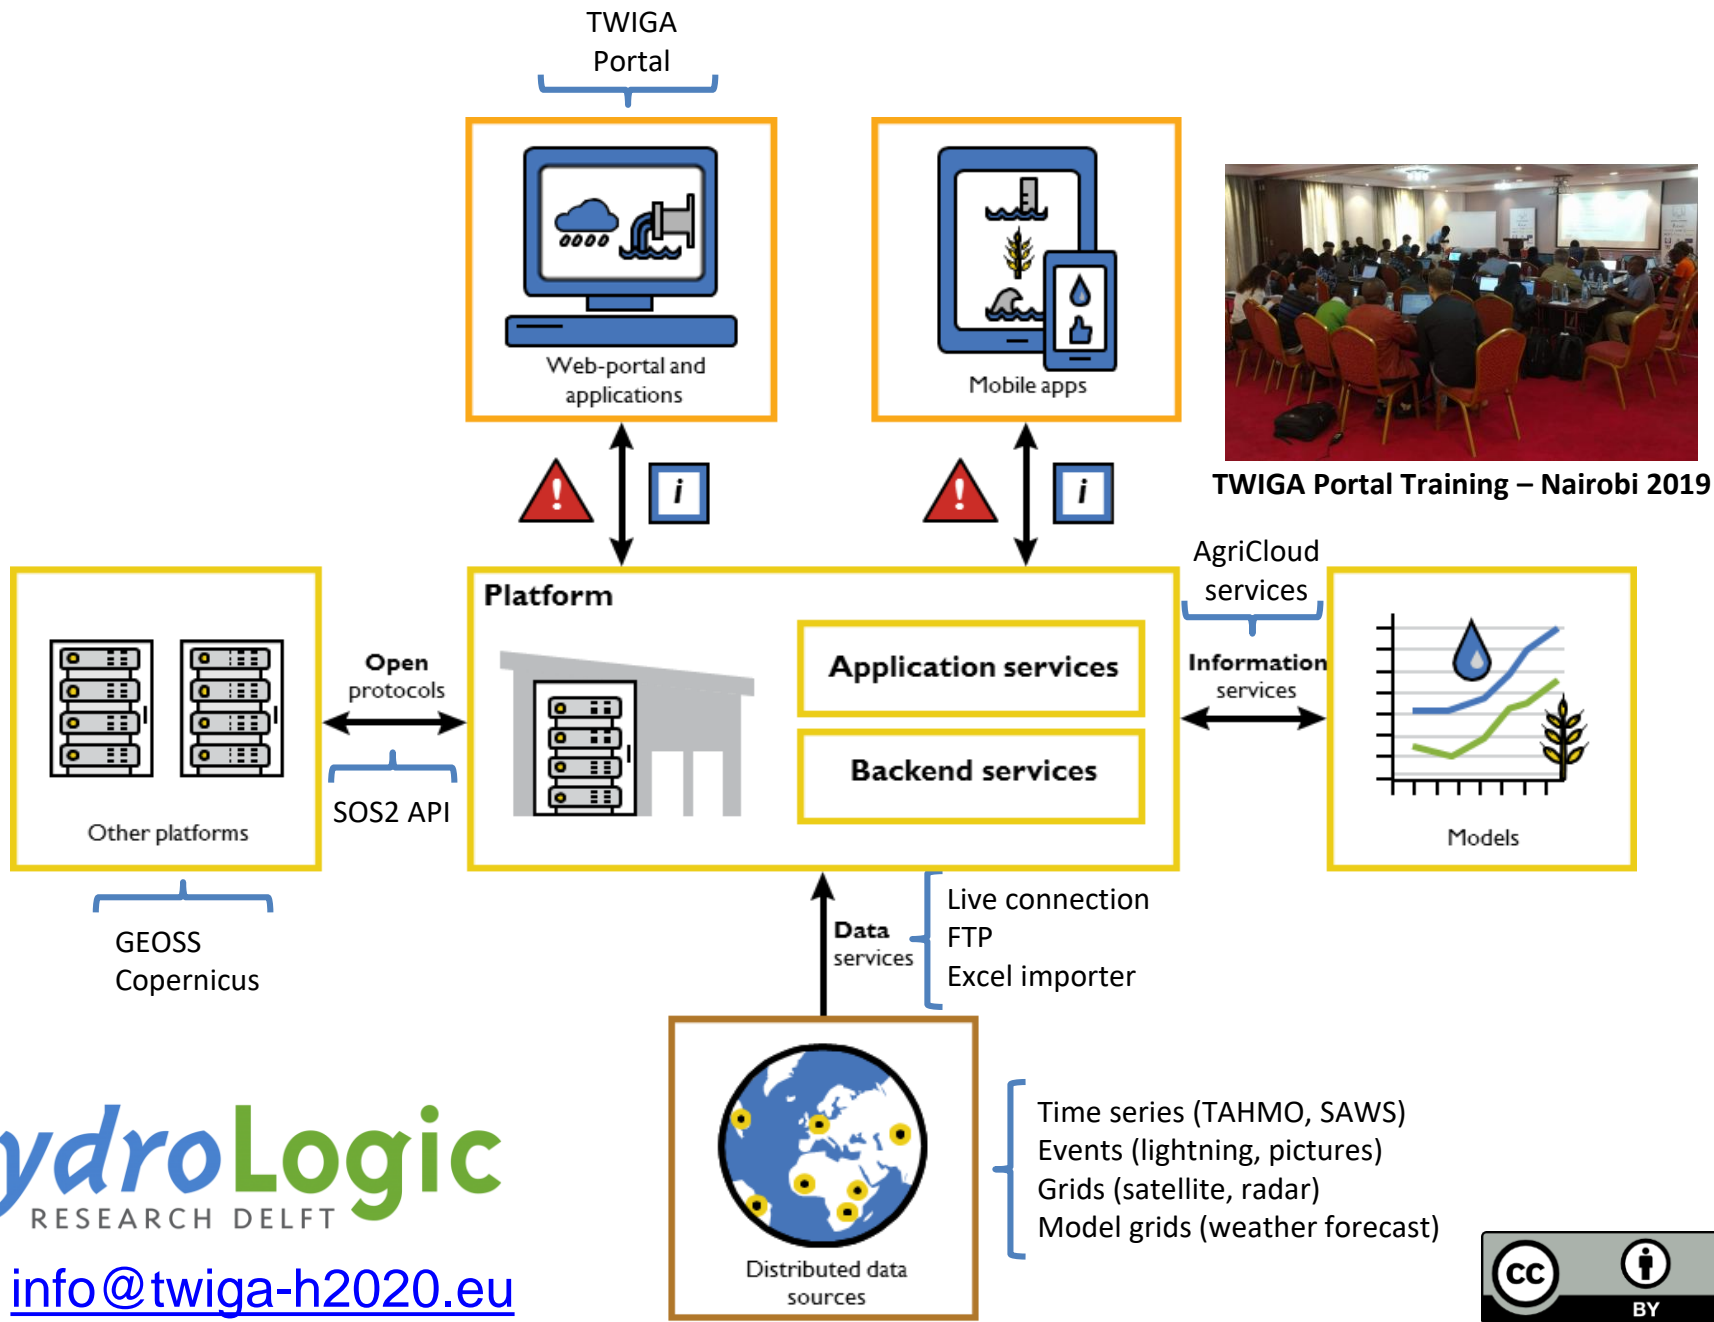 TWIGA
Portal
Web-portal and
applications
Mobile apps
i
i
TWIGA Portal Training – Nairobi 2019
AgriCloud
services
Platform
Application services
Backend services
Open
protocols
SOS2 API
Information
services
Other platforms
Models
GEOSS
Copernicus
Data
services
Live connection
FTP
Excel importer
Time series (TAHMO, SAWS)
Events (lightning, pictures)
Grids (satellite, radar)
Model grids (weather forecast)
Distributed data
sources
ydroLogic
RESEARCH DELFT
info@twiga-h2020.eu
cc
BY